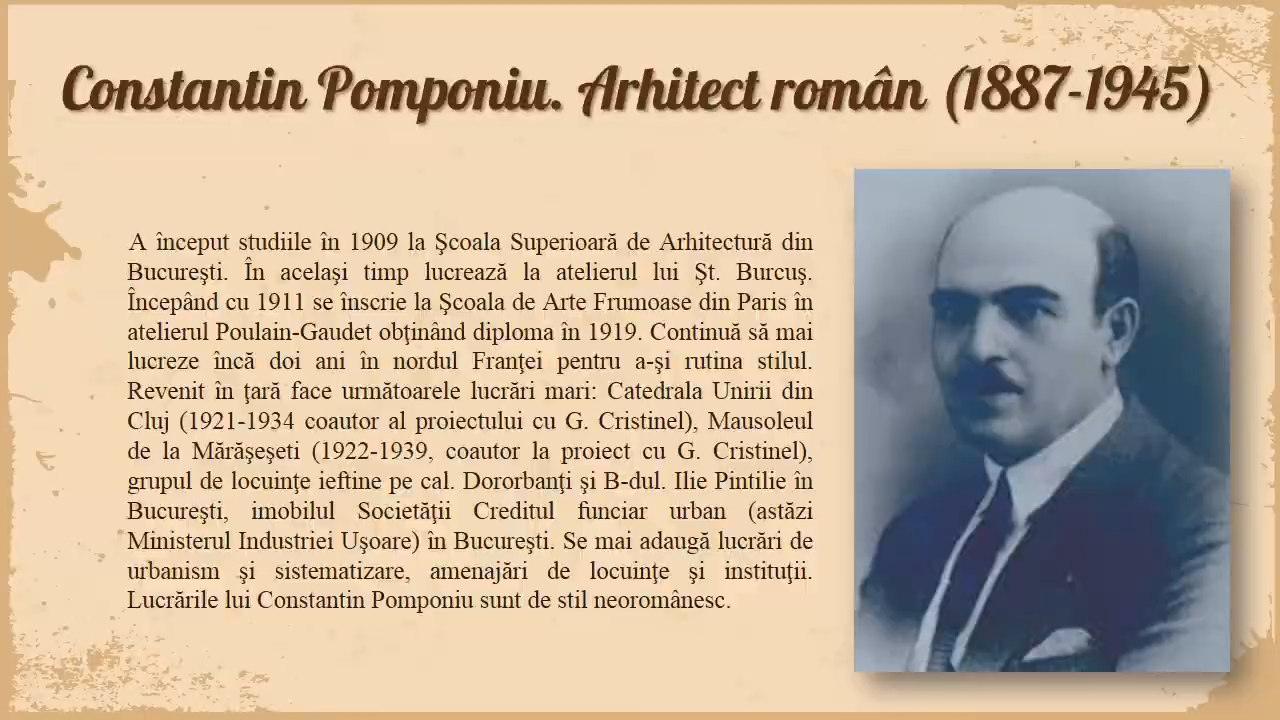 Constantin Pomponiu. Arhitect român (1887-1945)
A început studiile în 1909 la Şcoala Superioară de Arhitectură din
Bucureşti. În acelaşi timp lucrează la atelierul lui Şt. Burcuş.
Începând cu 1911 se înscrie la Şcoala de Arte Frumoase din Paris în
atelierul Poulain-Gaudet obţinând diploma în 1919. Continuă să mai
lucreze încă doi ani în nordul Franţei pentru a-şi rutina stilul.
Revenit în ţară face următoarele lucrări mari: Catedrala Unirii din
Cluj (1921-1934 coautor al proiectului cu G. Cristinel), Mausoleul
de la Mărăşeşeti (1922-1939, coautor la proiect cu G. Cristinel),
grupul de locuinţe ieftine pe cal. Dororbanţi şi B-dul. Ilie Pintilie în
Bucureşti, imobilul Societăţii Creditul funciar urban (astăzi
Ministerul Industriei Uşoare) în Bucureşti. Se mai adaugă lucrări de
urbanism şi sistematizare, amenajări de locuinţe şi instituţii.
Lucrările lui Constantin Pomponiu sunt de stil neoromânesc.